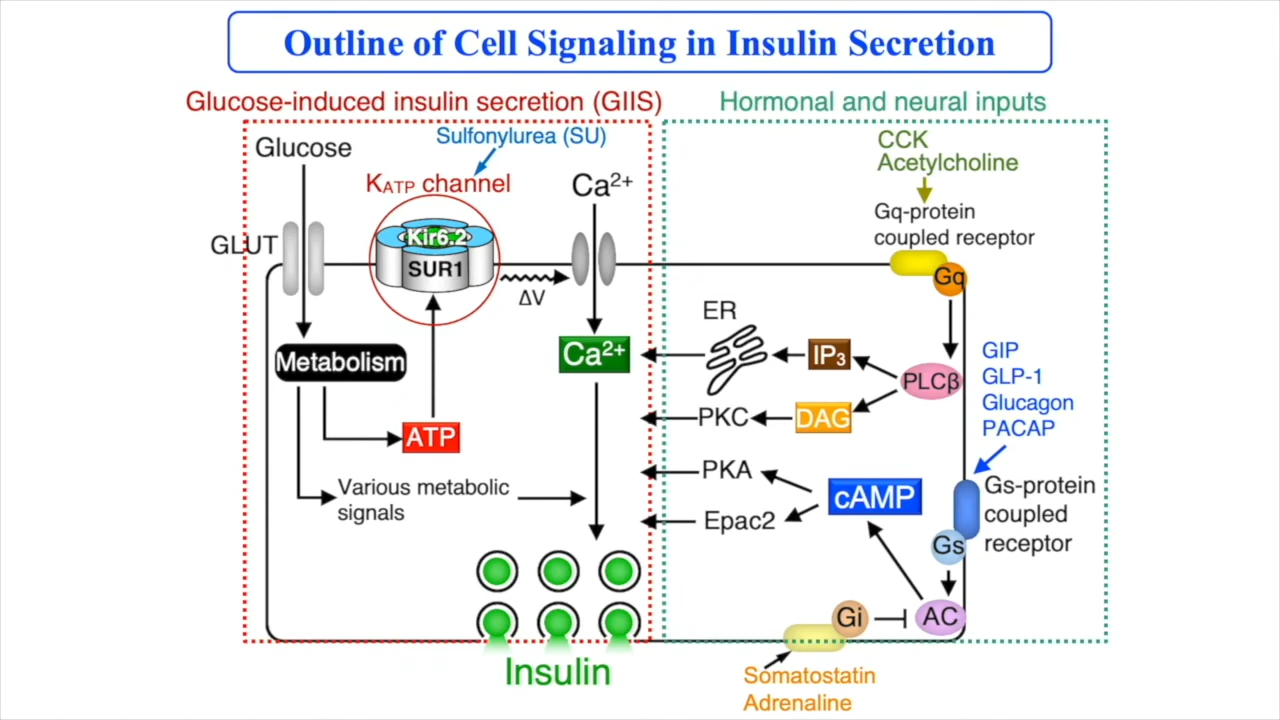 Outline of Cell Signaling in Insulin Secretion
Glucose-induced insulin secretion (GIIS)
Hormonal and neural inputs
Glucose
Sulfonylurea (SU)
KATP channel
Ca2+
GLUT
Kir6.2
SUR1
ΔV
Metabolism
Ca2+
ATP
Various metabolic
signals
Insulin
CCK
Acetylcholine
Gq-protein
coupled receptor
Gq
ER
IP3
PLCβ
PKC
DAG
GIP
GLP-1
Glucagon
PACAP
PKA
cAMP
Epac2
Gs-protein
coupled
receptor
Gs
Gi
AC
Somatostatin
Adrenaline